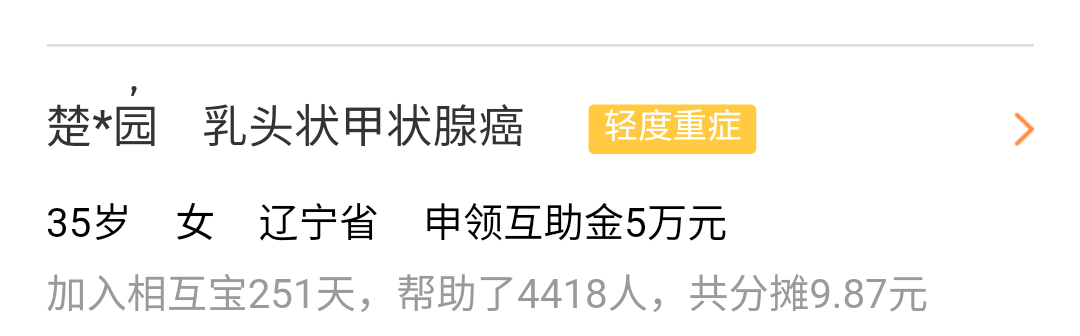 楚*园 乳头状甲状腺癌 轻度重症
35岁 女 辽宁省 申领互助金5万元
加入相互宝251天，帮助了4418人，共分摊9.87元